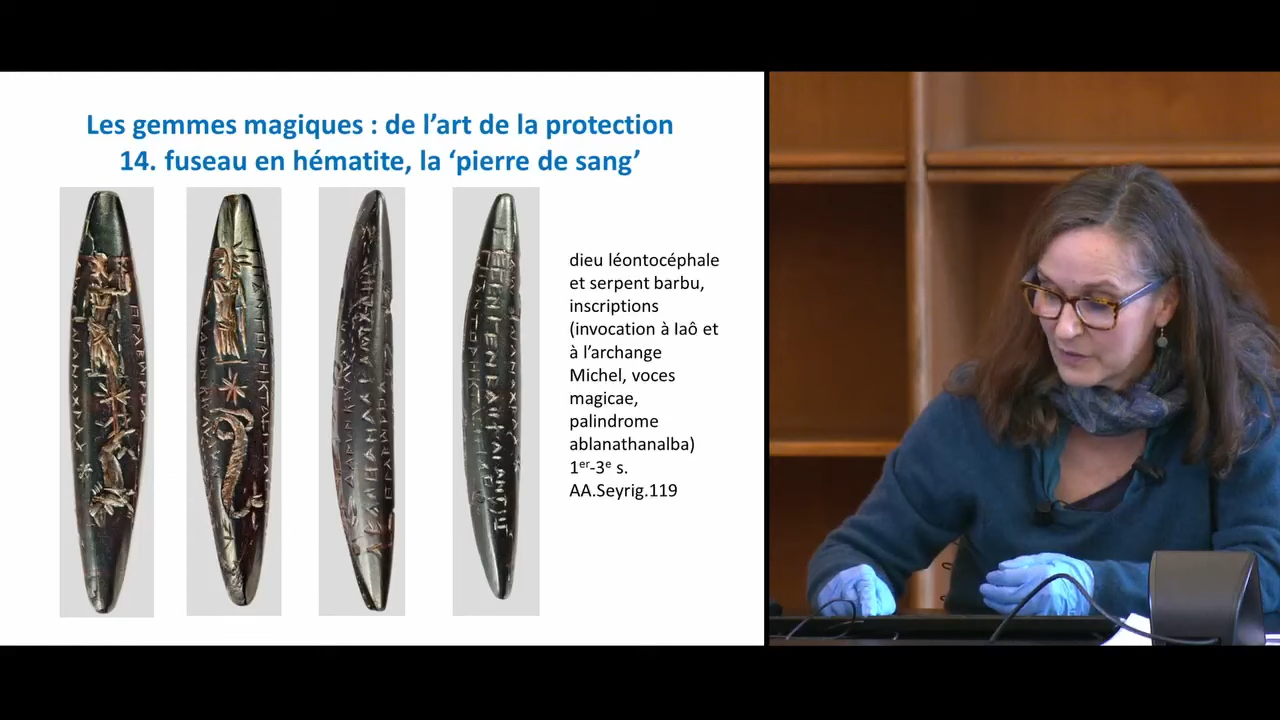 Les gemmes magiques : de l’art de la protection
14. fuseau en hématite, la ‘pierre de sang’
dieu léontocéphale
et serpent barbu,
inscriptions
(invocation à Iaô et
à l’archange
Michel, voces
magicae,
palindrome
ablanathanalba)
1er-3e s.
AA.Seyrig.119